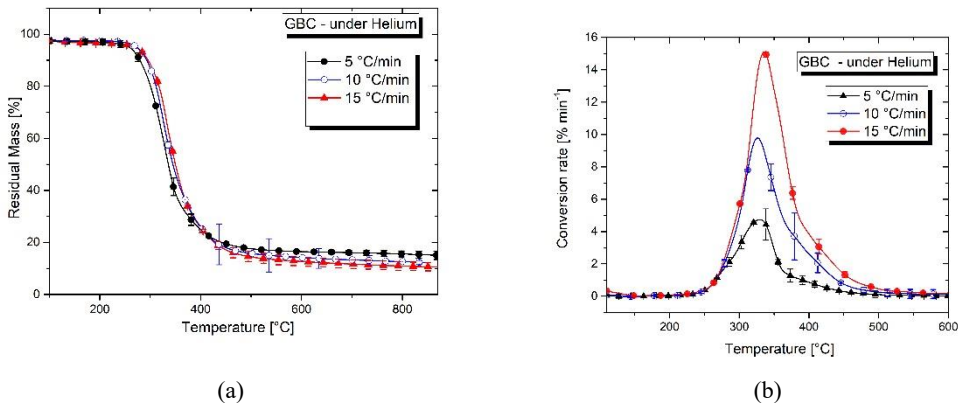 GBC - under Helium
5 °C/min
10 °C/min
15 °C/min
Residual Mass [%]
100
80
60
40
20
0
200
400
600
800
Temperature [°C]
(a)
GBC - under Helium
5 °C/min
10 °C/min
15 °C/min
Conversion rate [% min⁻¹]
16
14
12
10
8
6
4
2
0
200
300
400
500
600
Temperature [°C]
(b)